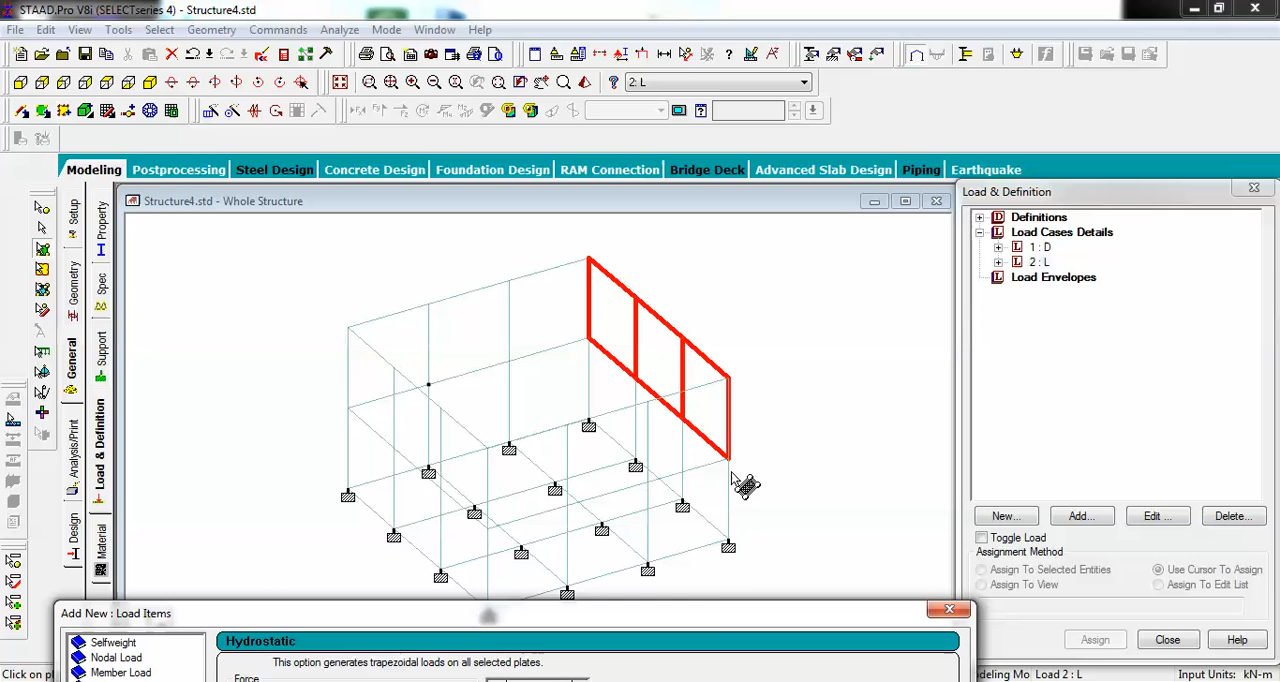 STAAD.Pro V8i (SELECTseries 4) - Structure4.std
File Edit View Tools Select Geometry Commands Analyze Mode Window Help
2: L
Modeling Postprocessing Steel Design Concrete Design Foundation Design RAM Connection Bridge Deck Advanced Slab Design Piping Earthquake
Structure4.std - Whole Structure
Setup
Geometry
General
Analysis/Print
Design
Property
Spec
Support
Load & Definition
Material
Load & Definition
Definitions
Load Cases Details
1 : D
2 : L
Load Envelopes
New... Add... Edit ... Delete...
Toggle Load
Assignment Method
Assign To Selected Entities Use Cursor To Assign
Assign To View Assign To Edit List
Assign Close Help
Add New : Load Items
Selfweight
Nodal Load
Member Load
Hydrostatic
This option generates trapezoidal loads on all selected plates.
Force
Click on pl
deling Mo Load 2 : L Input Units: kN-m